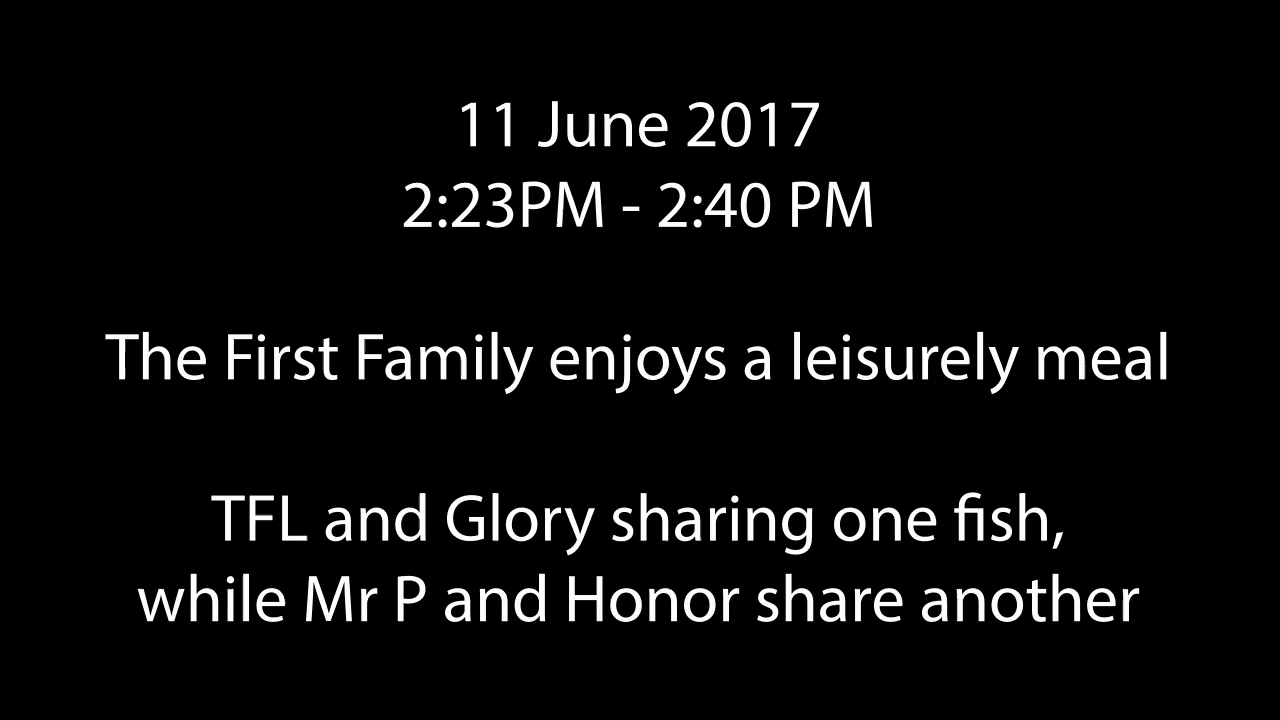 11 June 2017
2:23PM - 2:40 PM
The First Family enjoys a leisurely meal
TFL and Glory sharing one fish,
while Mr P and Honor share another